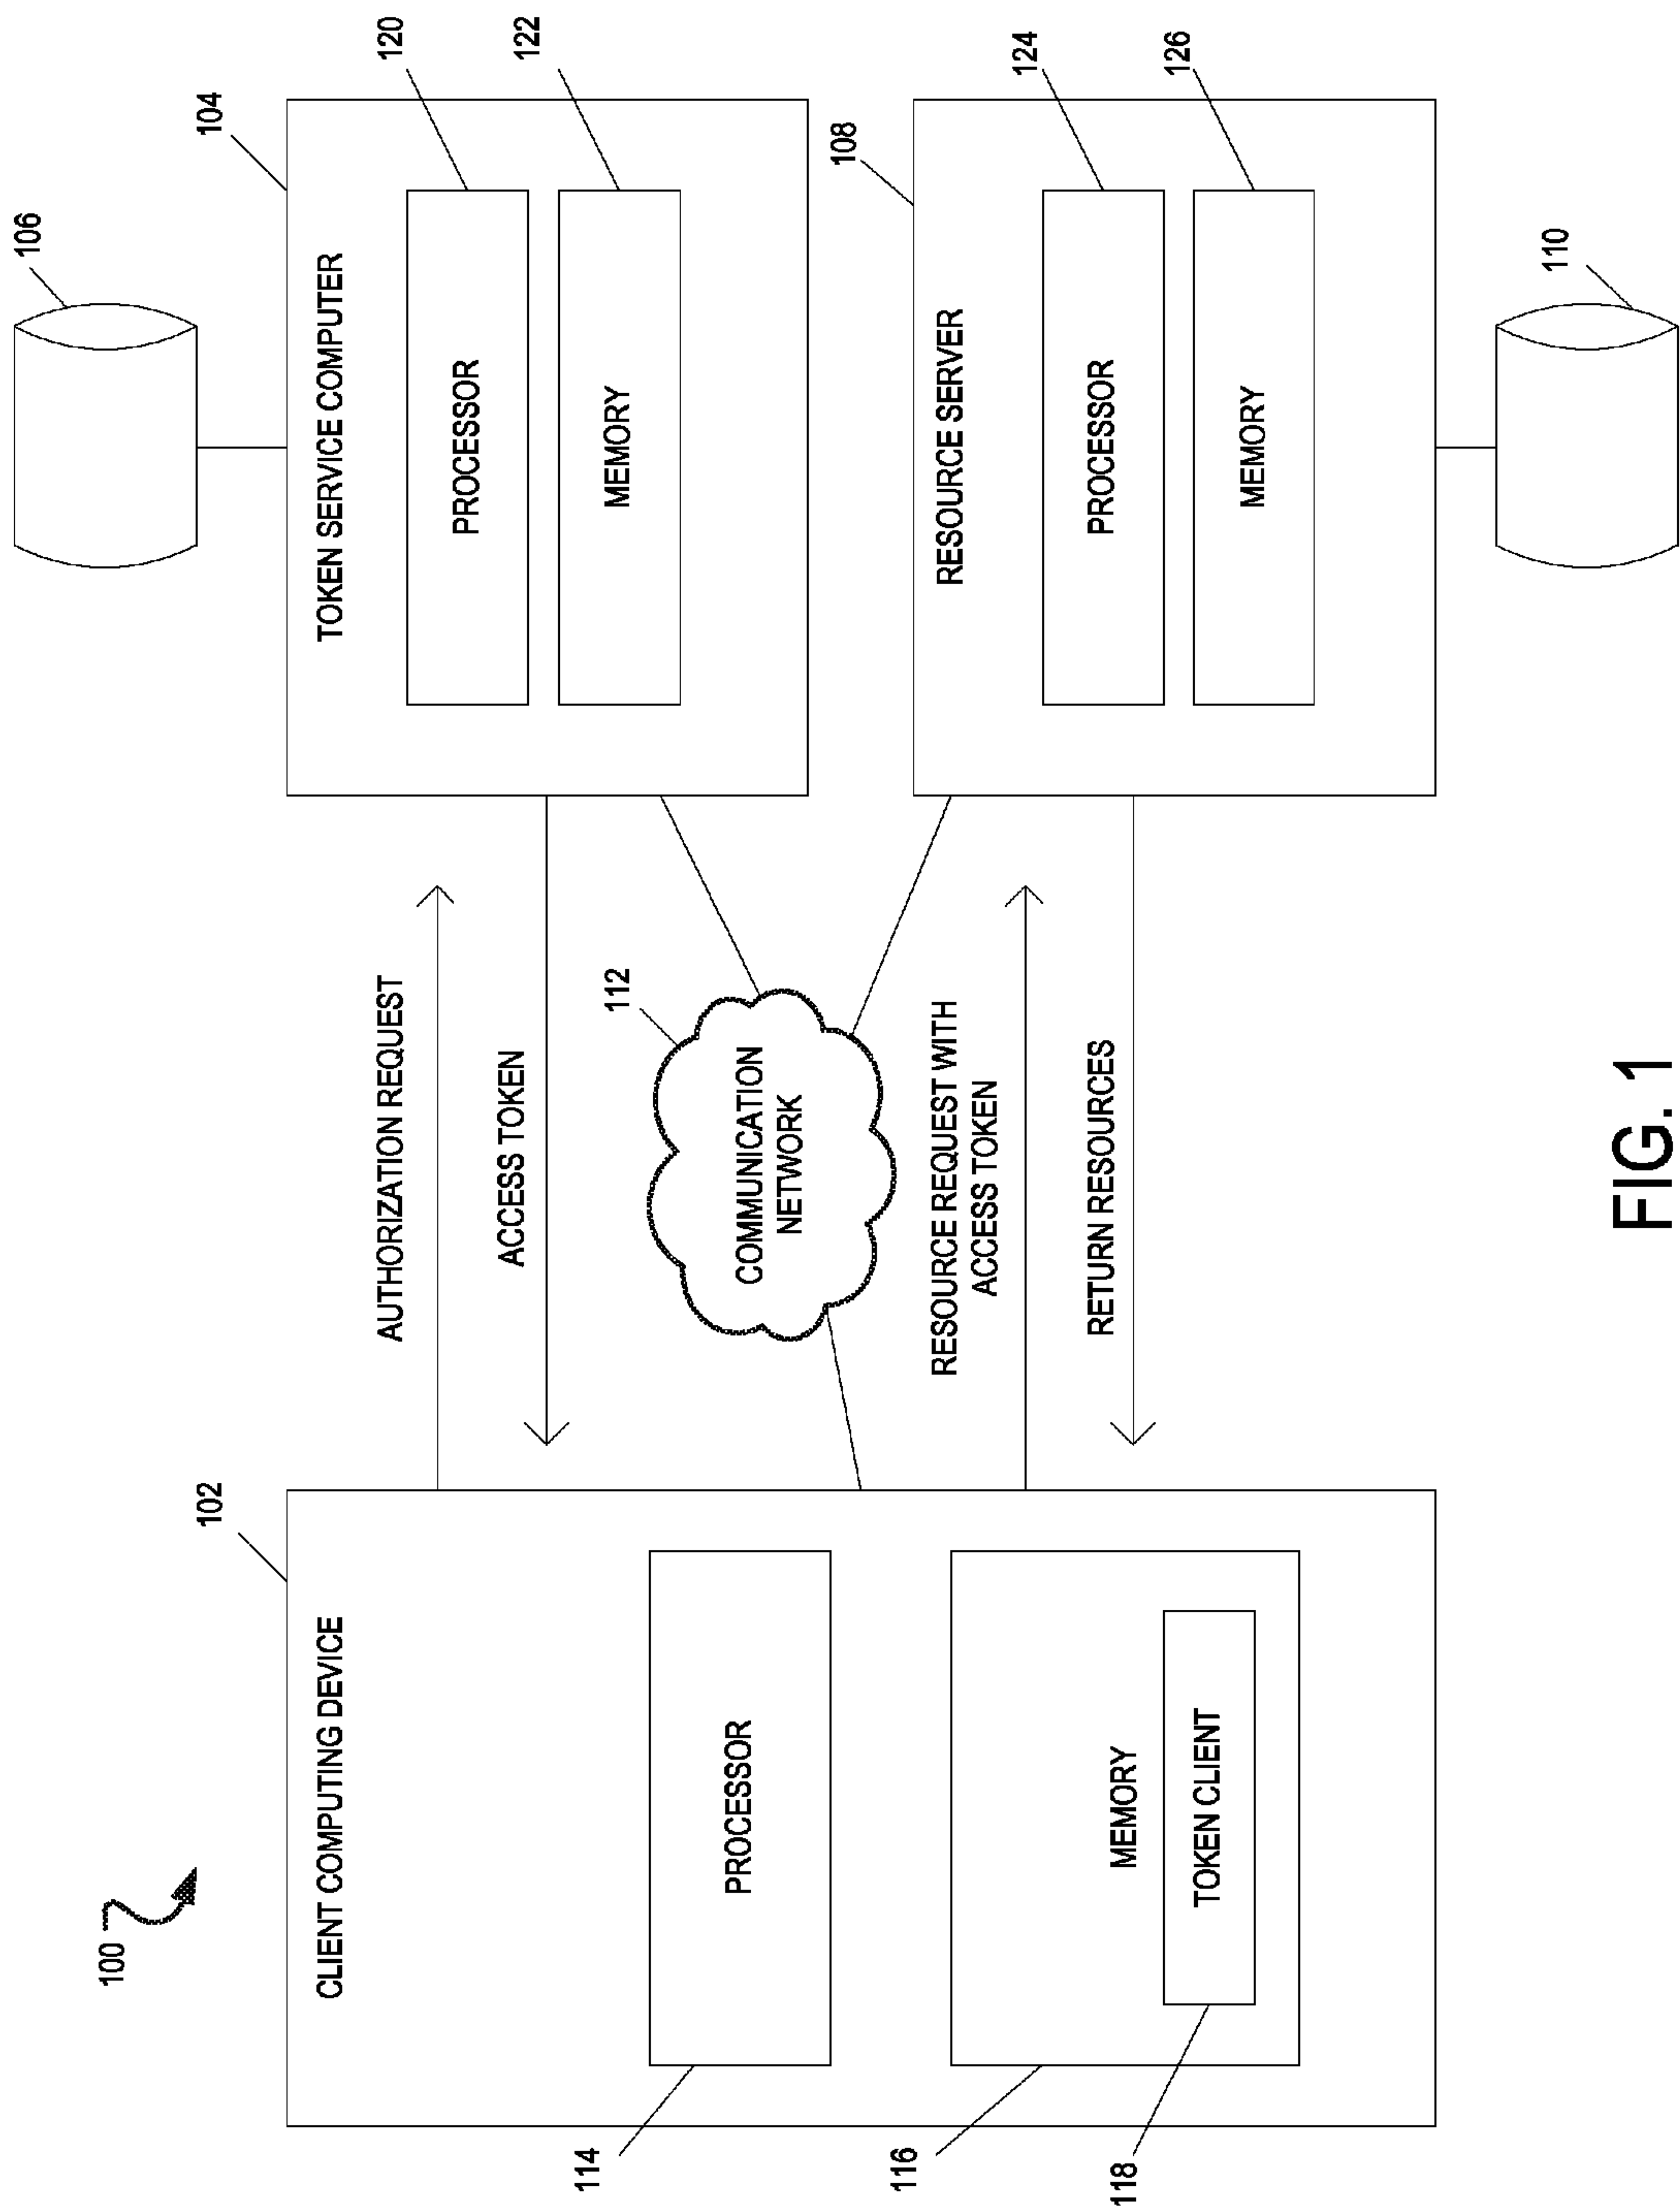 100
102
CLIENT COMPUTING DEVICE
114
PROCESSOR
116
MEMORY
118
TOKEN CLIENT
AUTHORIZATION REQUEST
ACCESS TOKEN
112
COMMUNICATION
NETWORK
RESOURCE REQUEST WITH
ACCESS TOKEN
RETURN RESOURCES
106
104
TOKEN SERVICE COMPUTER
120
PROCESSOR
122
MEMORY
108
RESOURCE SERVER
124
PROCESSOR
126
MEMORY
110
FIG. 1